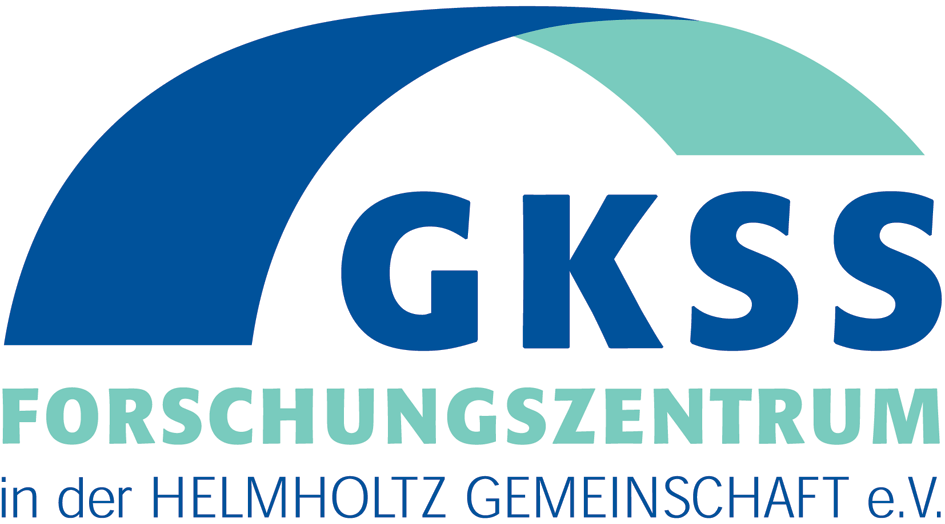 GKSS
FORSCHUNGSZENTRUM
in der HELMHOLTZ GEMEINSCHAFT e.V.